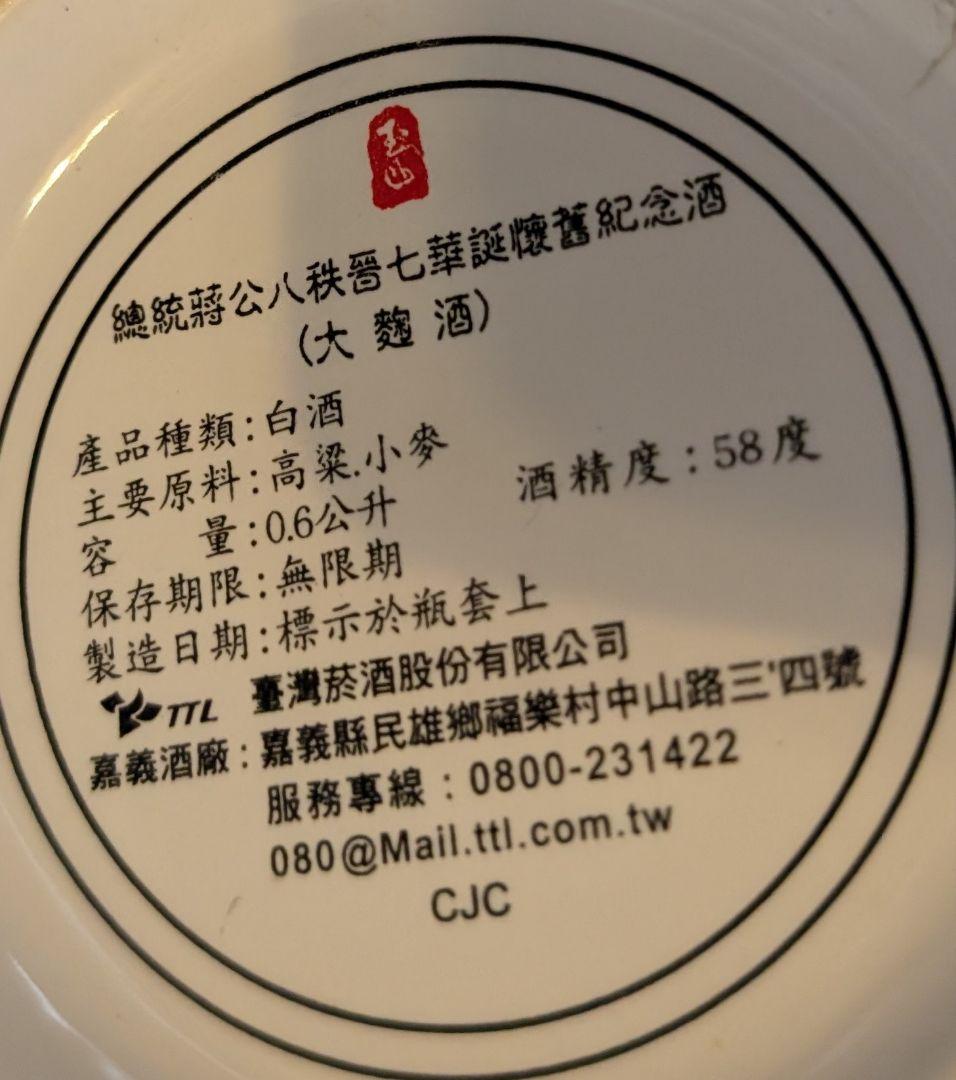 玉山
總統蔣公八秩晉七華誕懷舊紀念酒
(大麴酒)
產品種類:白酒
主要原料:高粱.小麥
容 量:0.6公升 酒精度:58度
保存期限:無限期
製造日期:標示於瓶套上
TTL 臺灣菸酒股份有限公司
嘉義酒廠:嘉義縣民雄鄉福樂村中山路三'四號
服務專線:0800-231422
080@Mail.ttl.com.tw
CJC